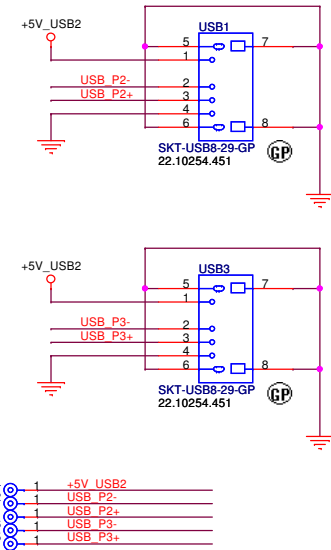 USB1
+5V_USB2
5 7
1
USB_P2- 2
USB_P2+ 3
4
6 8
SKT-USB8-29-GP
22.10254.451
GP
USB3
+5V_USB2
5 7
1
USB_P3- 2
USB_P3+ 3
4
6 8
SKT-USB8-29-GP
22.10254.451
GP
1 +5V_USB2
1 USB_P2-
1 USB_P2+
1 USB_P3-
1 USB_P3+